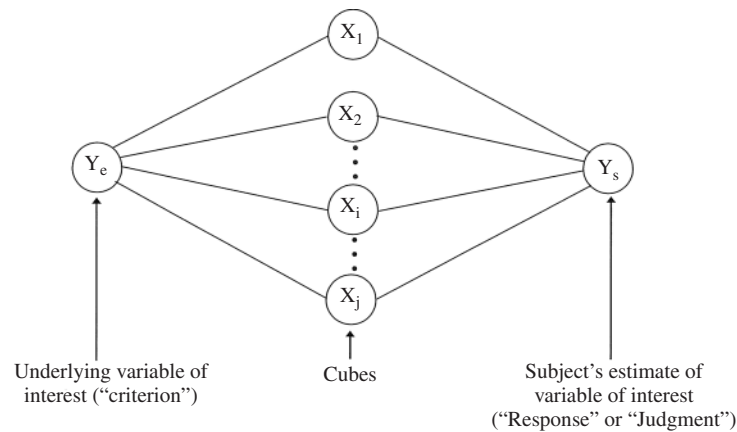 X1
X2
Ye
Ys
Xi
Xj
Underlying variable of
interest (“criterion”)
Cubes
Subject’s estimate of
variable of interest
(“Response” or “Judgment”)